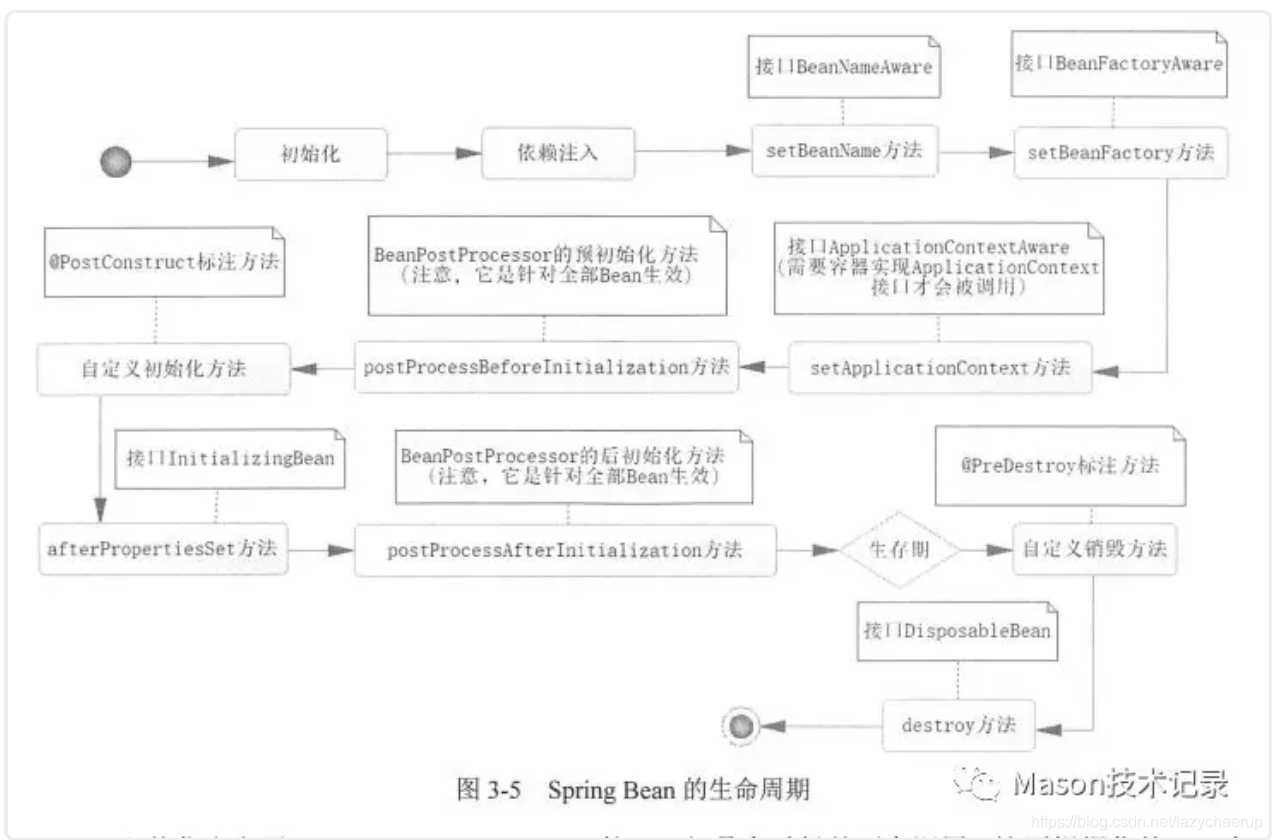 接口BeanNameAware
接口BeanFactoryAware
初始化
依赖注入
setBeanName方法
setBeanFactory方法
@PostConstruct标注方法
BeanPostProcessor的预初始化方法
(注意，它是针对全部Bean生效)
接口ApplicationContextAware
(需要容器实现ApplicationContext
接口才会被调用)
自定义初始化方法
postProcessBeforeInitialization方法
setApplicationContext方法
接口InitializingBean
BeanPostProcessor的后初始化方法
(注意，它是针对全部Bean生效)
@PreDestroy标注方法
afterPropertiesSet方法
postProcessAfterInitialization方法
生存期
自定义销毁方法
接口DisposableBean
destroy方法
图 3-5 Spring Bean 的生命周期
Mason技术记录
https://blog.csdn.net/lazycheerup